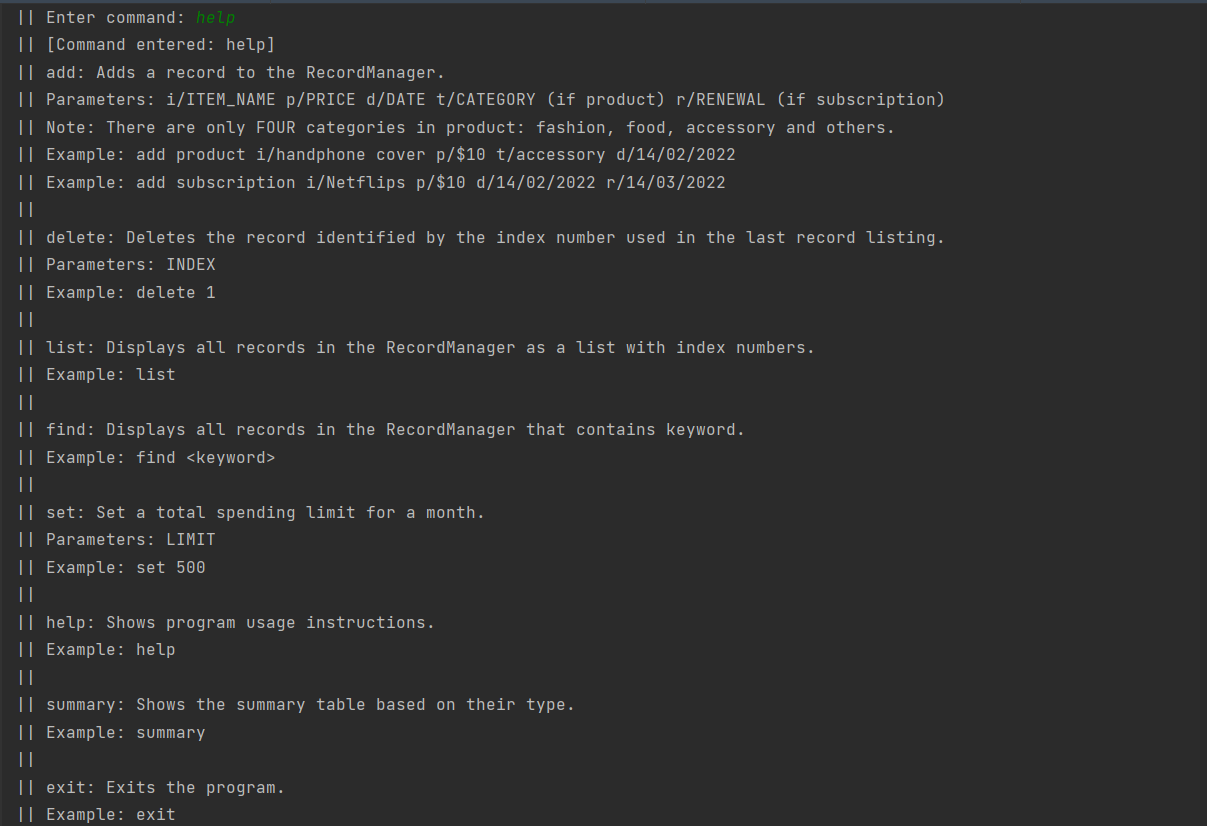 || Enter command: help
|| [Command entered: help]
|| add: Adds a record to the RecordManager.
|| Parameters: i/ITEM_NAME p/PRICE d/DATE t/CATEGORY (if product) r/RENEWAL (if subscription)
|| Note: There are only FOUR categories in product: fashion, food, accessory and others.
|| Example: add product i/handphone cover p/$10 t/accessory d/14/02/2022
|| Example: add subscription i/Netflips p/$10 d/14/02/2022 r/14/03/2022
||
|| delete: Deletes the record identified by the index number used in the last record listing.
|| Parameters: INDEX
|| Example: delete 1
||
|| list: Displays all records in the RecordManager as a list with index numbers.
|| Example: list
||
|| find: Displays all records in the RecordManager that contains keyword.
|| Example: find <keyword>
||
|| set: Set a total spending limit for a month.
|| Parameters: LIMIT
|| Example: set 500
||
|| help: Shows program usage instructions.
|| Example: help
||
|| summary: Shows the summary table based on their type.
|| Example: summary
||
|| exit: Exits the program.
|| Example: exit